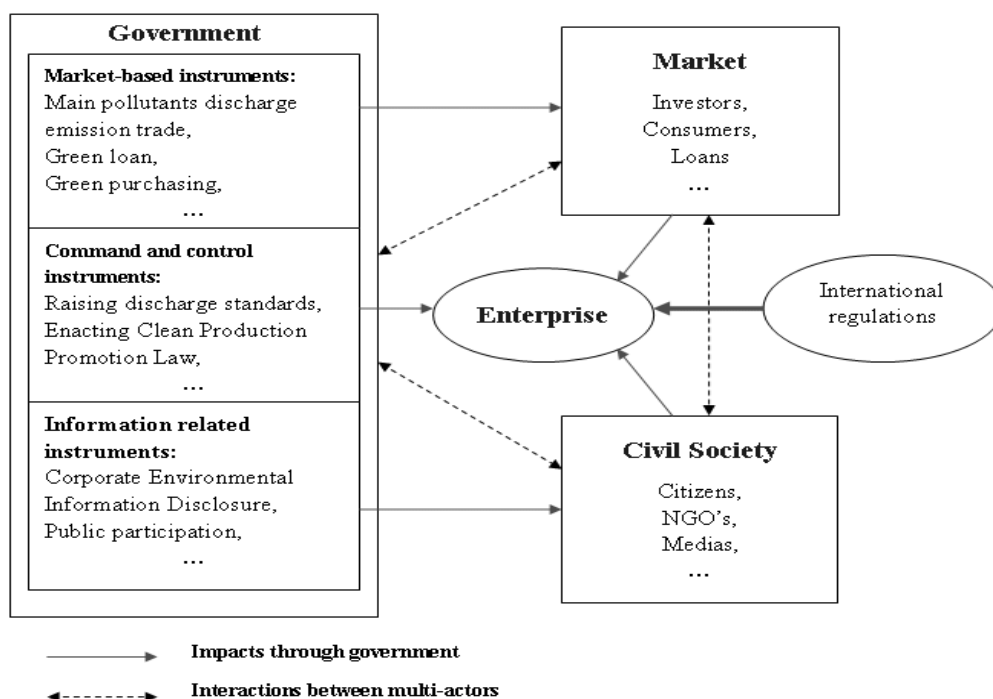 Government
Market-based instruments:
Main pollutants discharge
emission trade,
Green loan,
Green purchasing,
...
Command and control
instruments:
Raising discharge standards,
Enacting Clean Production
Promotion Law,
...
Information related
instruments:
Corporate Environmental
Information Disclosure,
Public participation,
...
Market
Investors,
Consumers,
Loans
...
Enterprise
International
regulations
Civil Society
Citizens,
NGO's,
Medias,
...
Impacts through government
Interactions between multi-actors